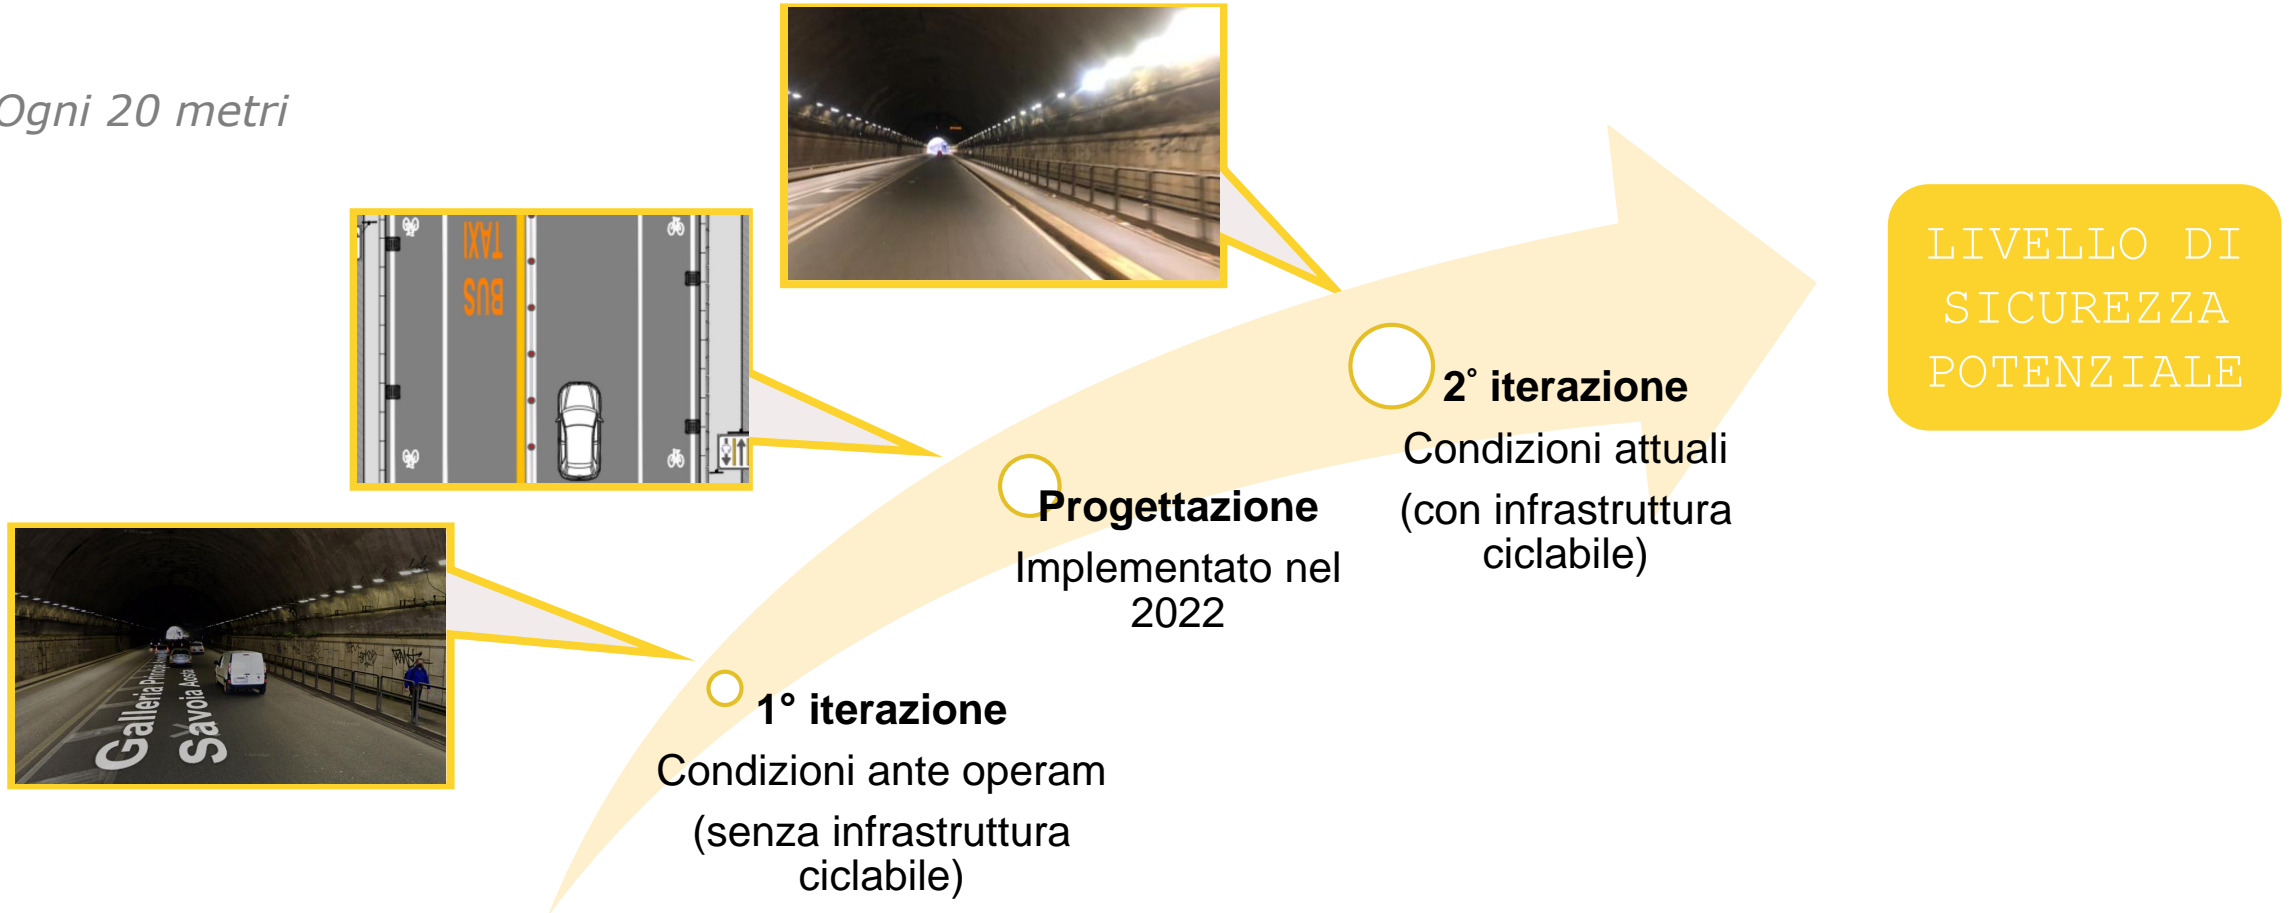 Ogni 20 metri
TAXI
BUS
Galleria Principe
Savoia Aosta
1° iterazione
Condizioni ante operam
(senza infrastruttura
ciclabile)
Progettazione
Implementato nel
2022
2° iterazione
Condizioni attuali
(con infrastruttura
ciclabile)
LIVELLO DI
SICUREZZA
POTENZIALE